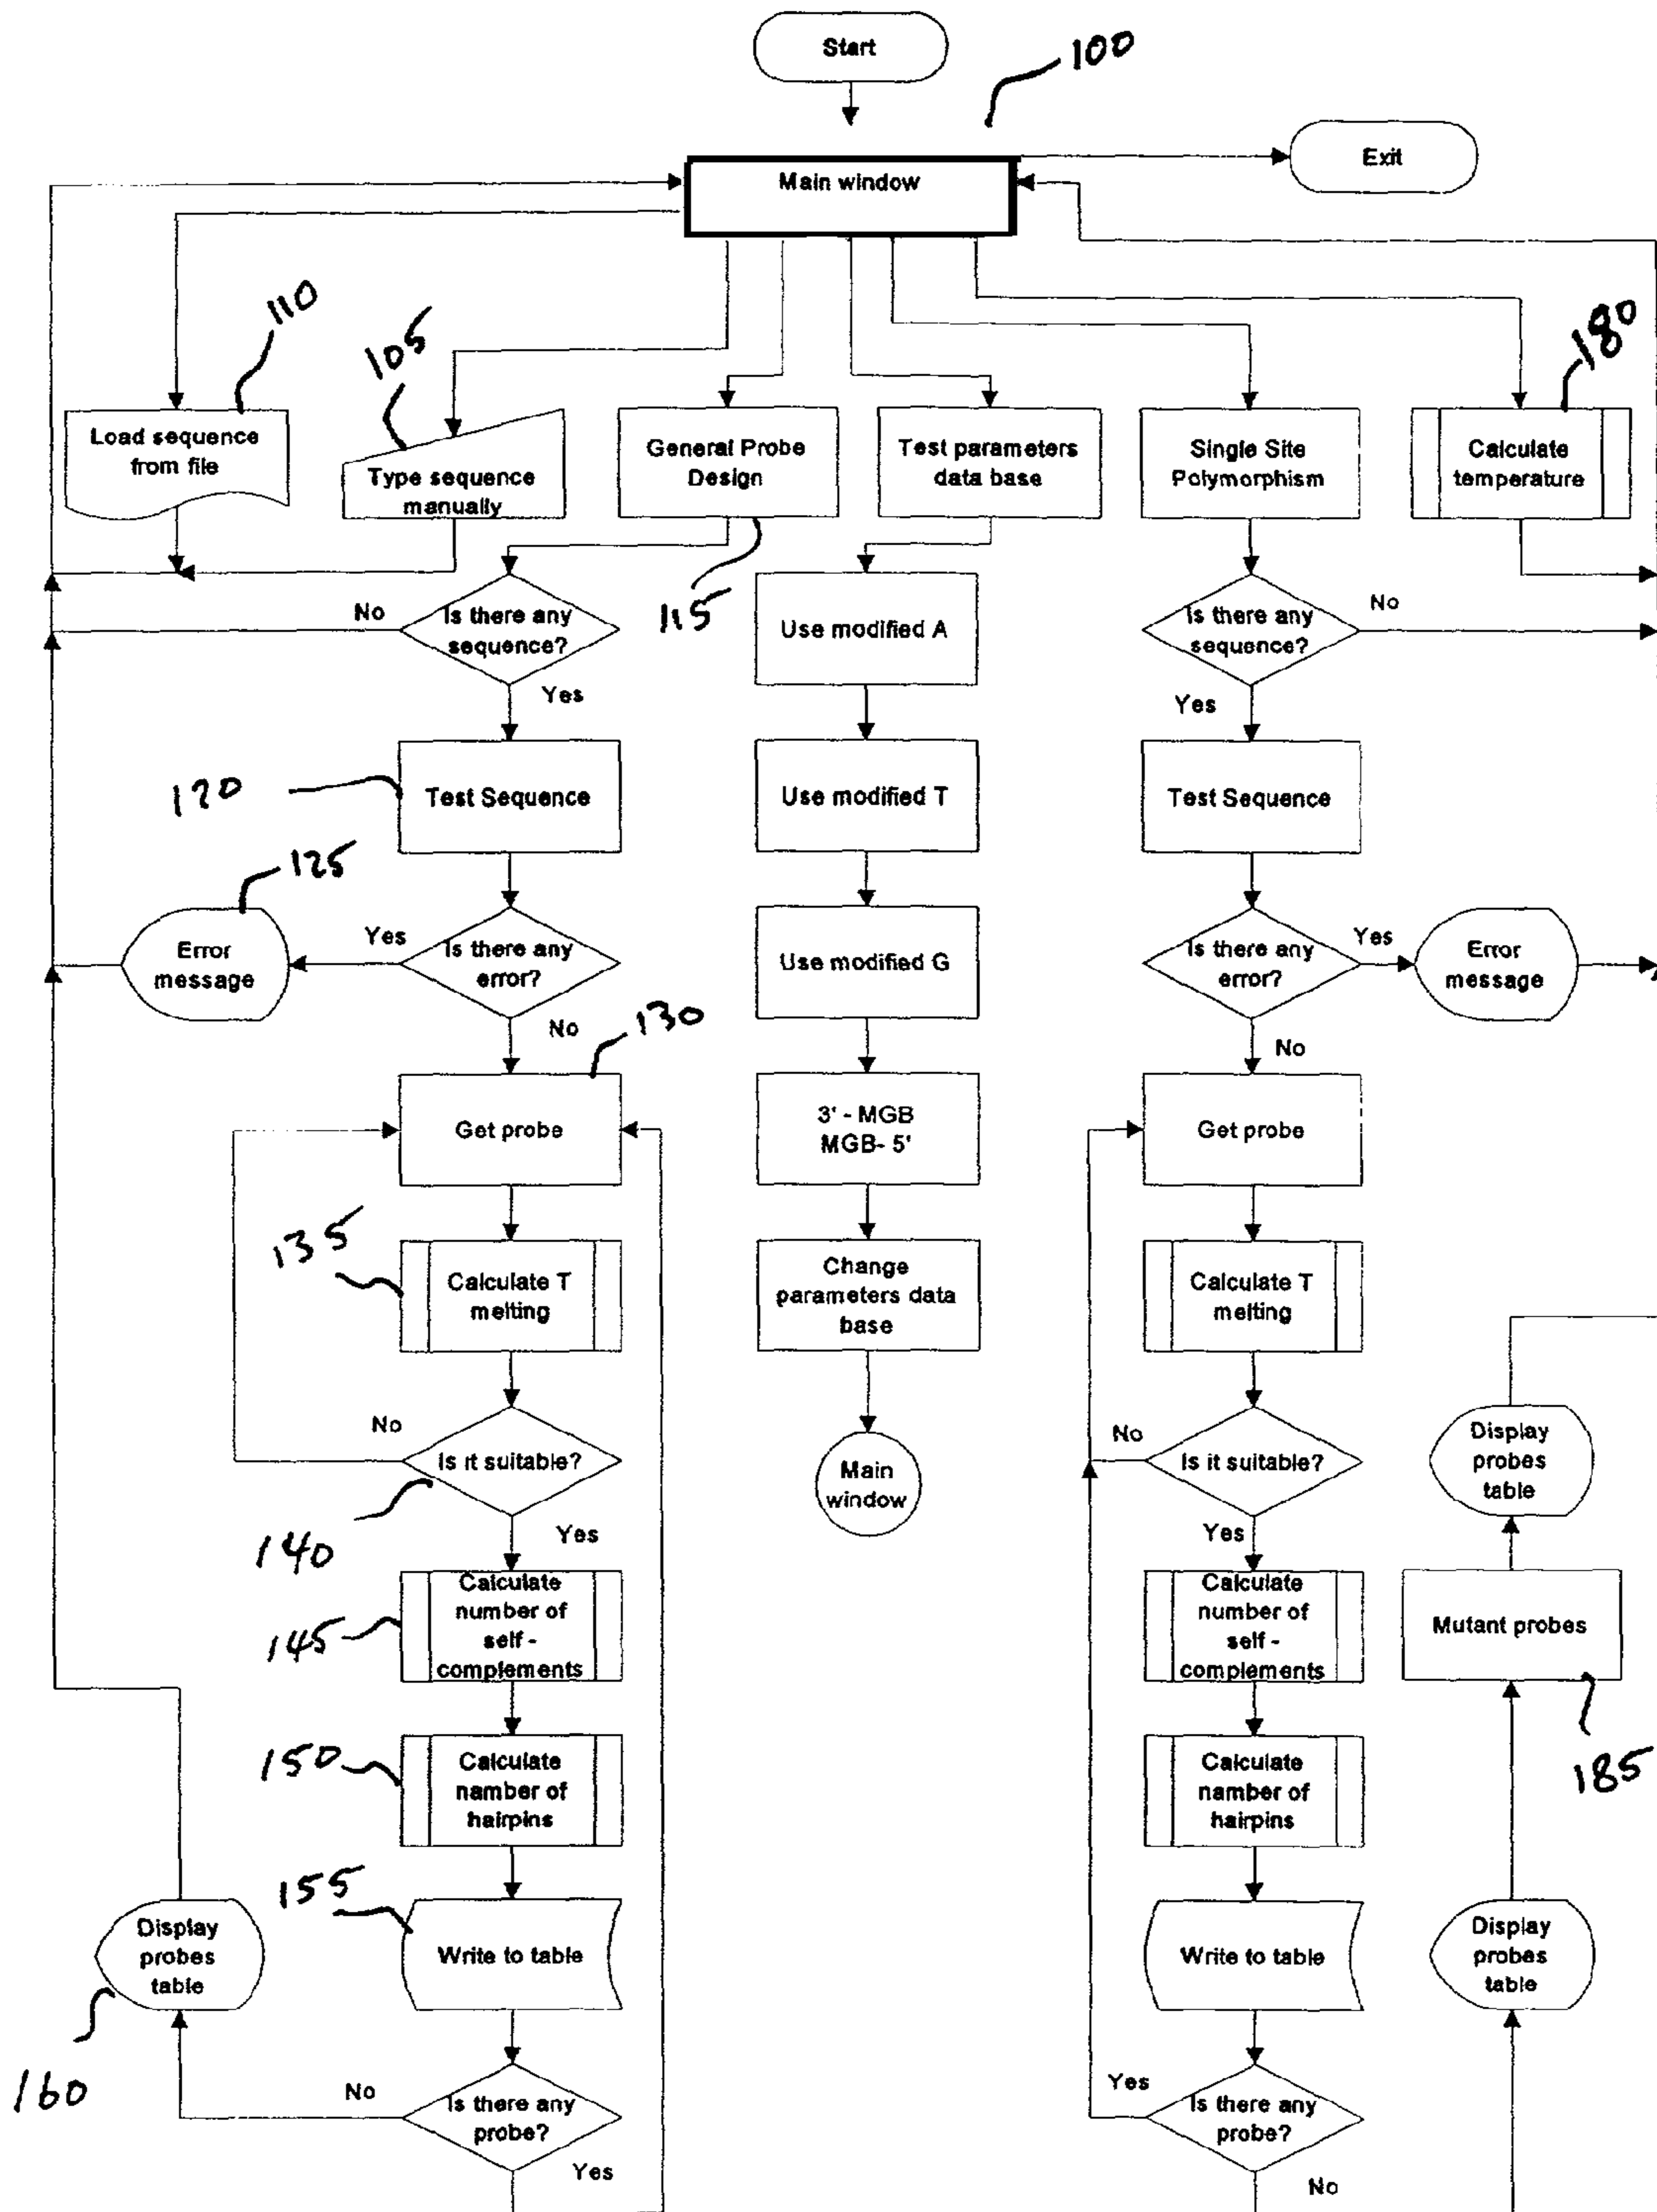 Start
100
Exit
Main window
110
105
180
Load sequence
from file
Type sequence
manually
General Probe
Design
Test parameters
data base
Single Site
Polymorphism
Calculate
temperature
115
No
Is there any
sequence?
Yes
Use modified A
Is there any
sequence?
No
Yes
120
Test Sequence
Use modified T
Test Sequence
125
Error
message
Yes
Is there any
error?
No
Use modified G
Is there any
error?
Yes
Error
message
No
130
Get probe
3' - MGB
MGB- 5'
Get probe
135
Calculate T
melting
Change
parameters data
base
Calculate T
melting
No
Is it suitable?
Yes
140
Main
window
No
Is it suitable?
Yes
Display
probes
table
145
Calculate
number of
self -
complements
Calculate
number of
self -
complements
Mutant probes
185
150
Calculate
namber of
hairpins
Calculate
namber of
hairpins
155
Display
probes
table
160
Write to table
Write to table
Display
probes
table
No
Is there any
probe?
Yes
Yes
Is there any
probe?
No